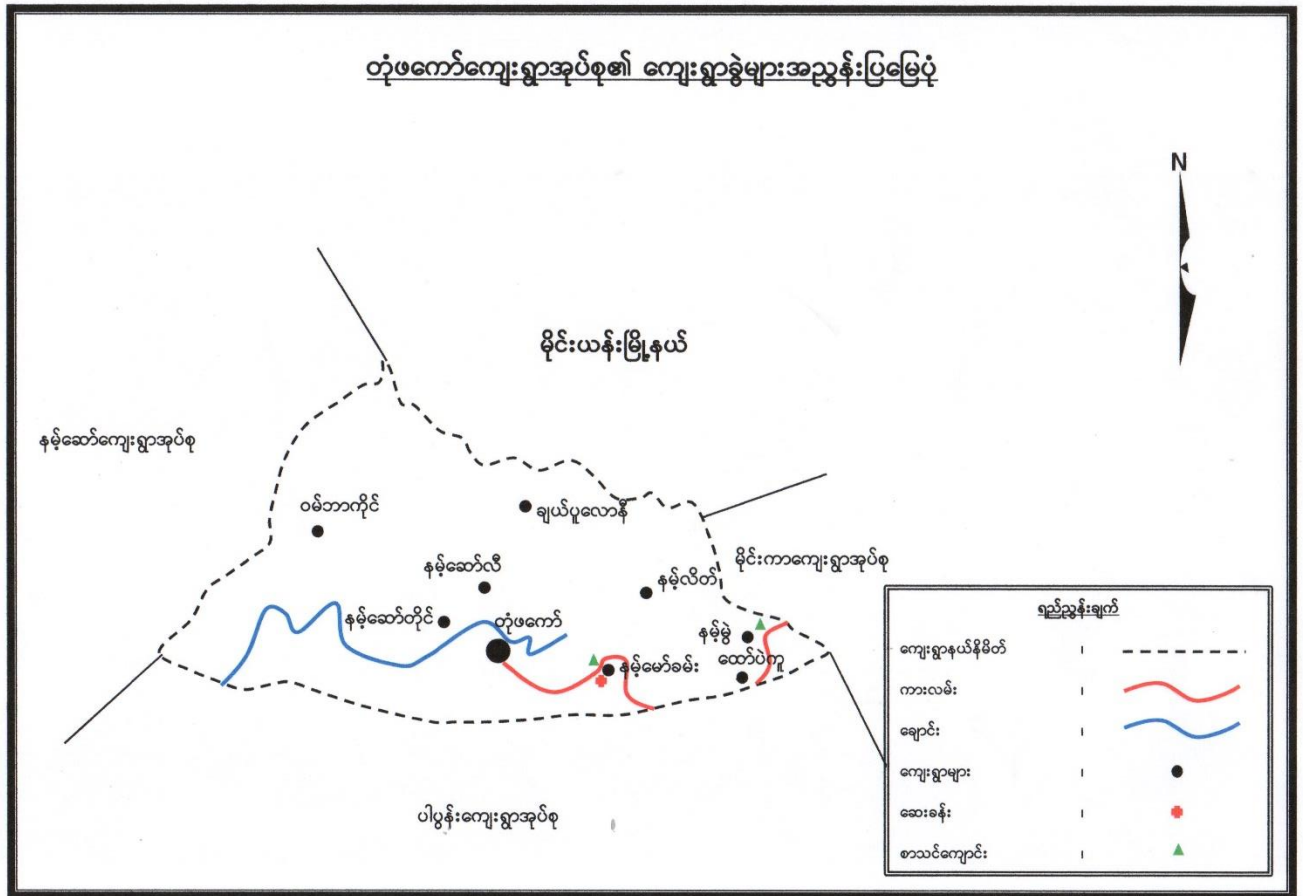 တုံဖကော်ကျေးရွာအုပ်စု၏ ကျေးရွာခွဲများအညွှန်းပြမြေပုံ
N
မိုင်းယန်းမြို့နယ်
နမ့်ဆော်ကျေးရွာအုပ်စု
ဝမ်ဘာကိုင်
ချယ်ပူလောနီ
မိုင်းကာကျေးရွာအုပ်စု
နမ့်ဆော်လီ
နမ့်လိတ်
နမ့်ဆော်တိုင်
တုံဖကော်
နမ့်မွဲ
နမ့်မော်ခမ်း
ထော်ပဲကူ
ပါပွန်းကျေးရွာအုပ်စု
ရည်ညွှန်းချက်
ကျေးရွာနယ်နိမိတ် ၊
ကားလမ်း ၊
ချောင်း ၊
ကျေးရွာများ ၊
ဆေးခန်း ၊
စာသင်ကျောင်း ၊